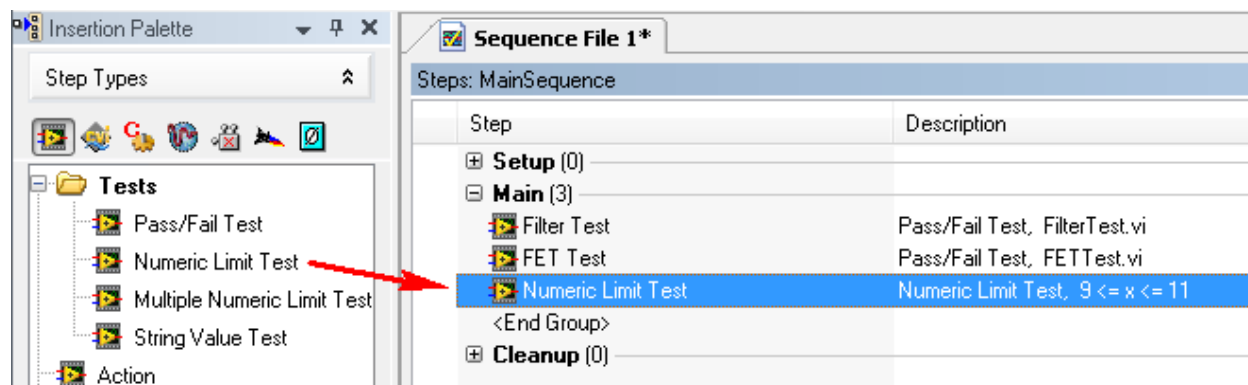 Insertion Palette
Step Types
Tests
Pass/Fail Test
Numeric Limit Test
Multiple Numeric Limit Test
String Value Test
Action
Sequence File 1*
Steps: MainSequence
Step Description
Setup (0)
Main (3)
Filter Test Pass/Fail Test, FilterTest.vi
FET Test Pass/Fail Test, FETTest.vi
Numeric Limit Test Numeric Limit Test, 9 <= x <= 11
<End Group>
Cleanup (0)